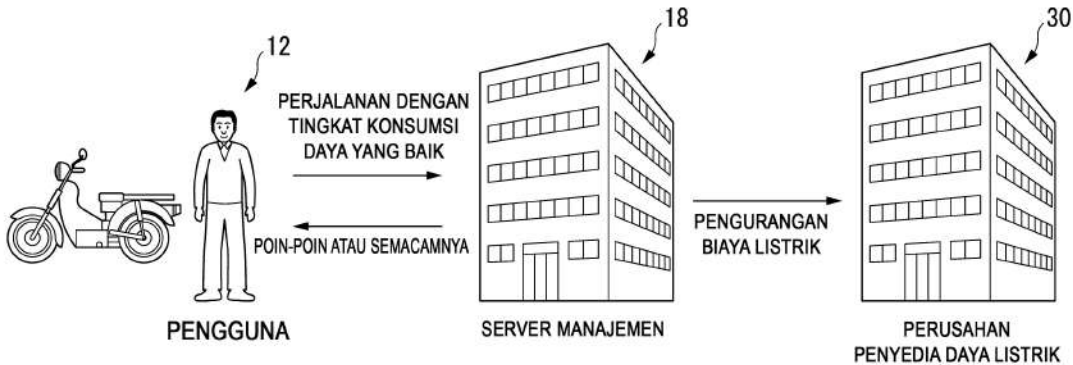 12
18
30
PERJALANAN DENGAN
TINGKAT KONSUMSI
DAYA YANG BAIK
POIN-POIN ATAU SEMACAMNYA
PENGURANGAN
BIAYA LISTRIK
PENGGUNA
SERVER MANAJEMEN
PERUSAHAN
PENYEDIA DAYA LISTRIK